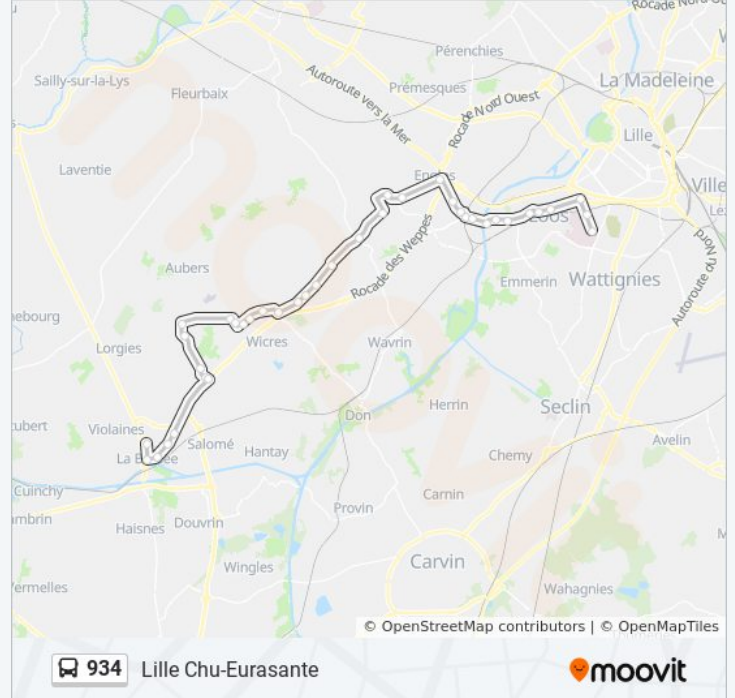 Rocade Nord Ou
Pérenchies
La Madeleine
Sailly-sur-la-Lys
Autoroute vers la Mer
Prémesques
Fleurbaix
Rocade Nord Ouest
Lille
Laventie
Ville
Loos
Rocade des Weppes
Autoroute du Nord
Aubers
Emmerin
Wattignies
Lorgies
Wicres
Wavrin
Herrin
Seclin
Don
Violaines
Salomé
Hantay
Avelin
Chemy
Cuinchy
Carnin
Provin
Haisnes
Douvrin
Carvin
Wingles
Wahagnies
© OpenStreetMap contributors | © OpenMapTiles
934
Lille Chu-Eurasante
moovit